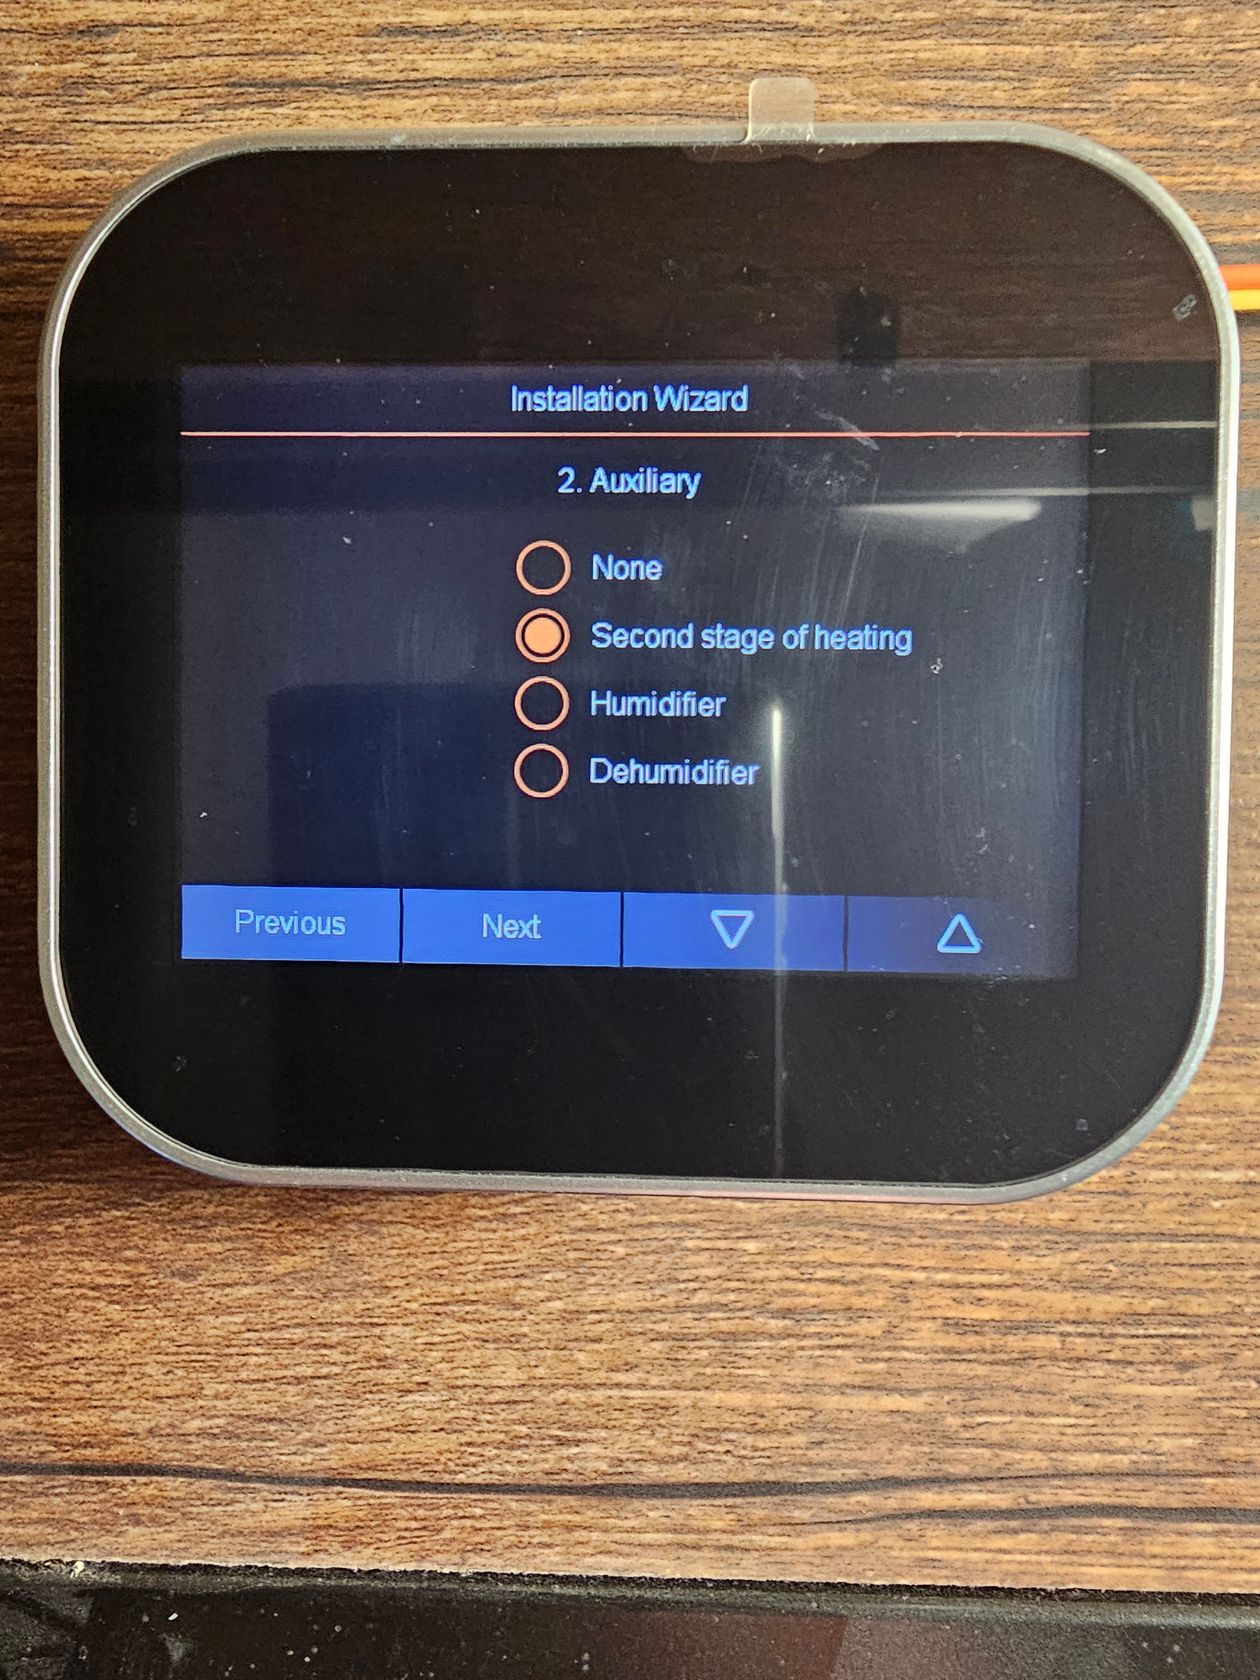 Installation Wizard
2. Auxiliary
None
Second stage of heating
Humidifier
Dehumidifier
Previous Next